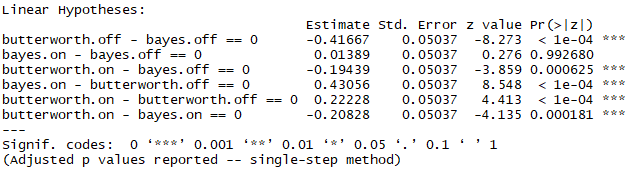 Linear Hypotheses:
Estimate Std. Error z value Pr(>|z|)
butterworth.off - bayes.off == 0 -0.41667 0.05037 -8.273 < 1e-04 ***
bayes.on - bayes.off == 0 0.01389 0.05037 0.276 0.992680
butterworth.on - bayes.off == 0 -0.19439 0.05037 -3.859 0.000625 ***
bayes.on - butterworth.off == 0 0.43056 0.05037 8.548 < 1e-04 ***
butterworth.on - butterworth.off == 0 0.22228 0.05037 4.413 < 1e-04 ***
butterworth.on - bayes.on == 0 -0.20828 0.05037 -4.135 0.000181 ***
---
Signif. codes: 0 ‘***’ 0.001 ‘**’ 0.01 ‘*’ 0.05 ‘.’ 0.1 ‘ ’ 1
(Adjusted p values reported -- single-step method)